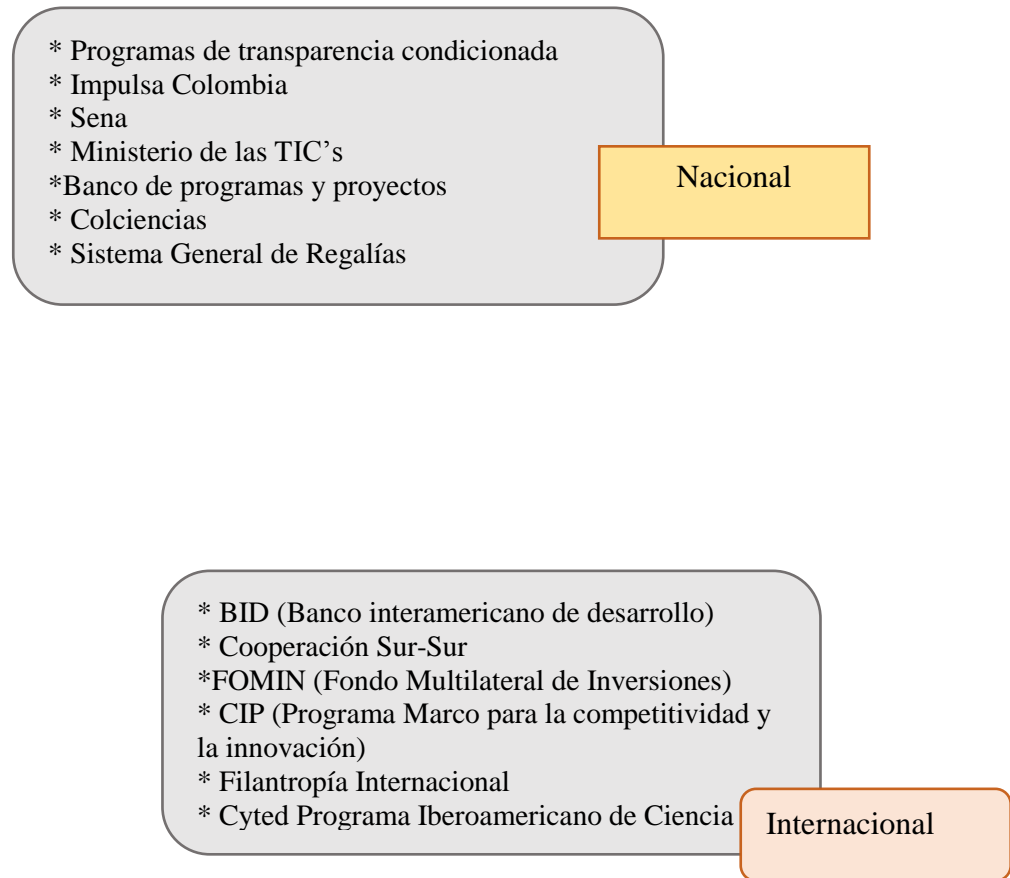 * Programas de transparencia condicionada
* Impulsa Colombia
* Sena
* Ministerio de las TIC’s
*Banco de programas y proyectos
* Colciencias
* Sistema General de Regalías
Nacional
* BID (Banco interamericano de desarrollo)
* Cooperación Sur-Sur
*FOMIN (Fondo Multilateral de Inversiones)
* CIP (Programa Marco para la competitividad y
la innovación)
* Filantropía Internacional
* Cyted Programa Iberoamericano de Ciencia
Internacional